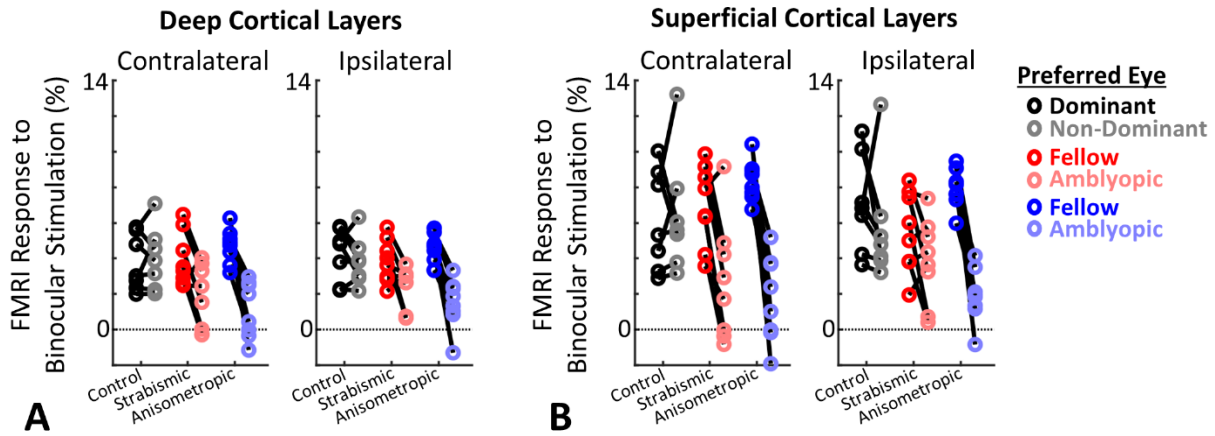 Deep Cortical Layers
Contralateral
Ipsilateral
FMRI Response to
Binocular Stimulation (%)
14
0
14
0
Control
Strabismic
Anisometropic
Control
Strabismic
Anisometropic
A
Superficial Cortical Layers
Contralateral
Ipsilateral
FMRI Response to
Binocular Stimulation (%)
14
0
14
0
Control
Strabismic
Anisometropic
Control
Strabismic
Anisometropic
B
Preferred Eye
Dominant
Non-Dominant
Fellow
Amblyopic
Fellow
Amblyopic